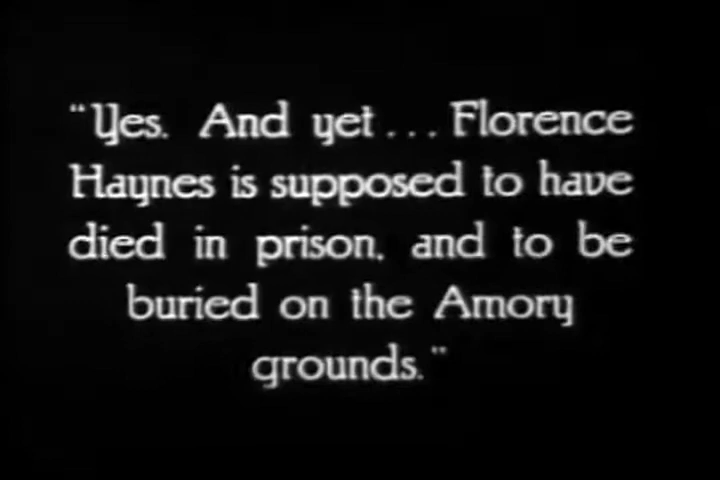 "Yes. And yet... Florence
Haynes is supposed to have
died in prison, and to be
buried on the Amory
grounds."